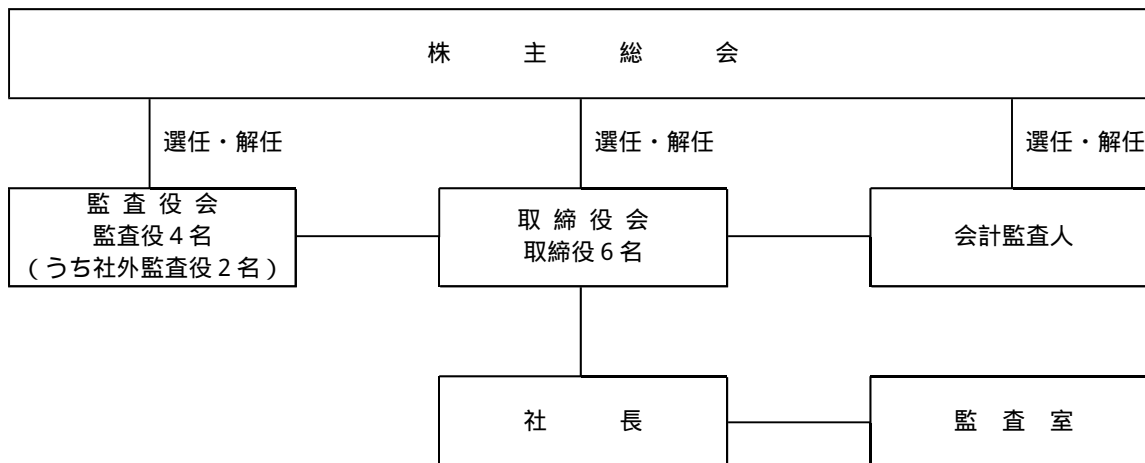 株主総会
選任・解任
選任・解任
選任・解任
監査役会
監査役4名
(うち社外監査役2名)
取締役会
取締役6名
会計監査人
社長
監査室